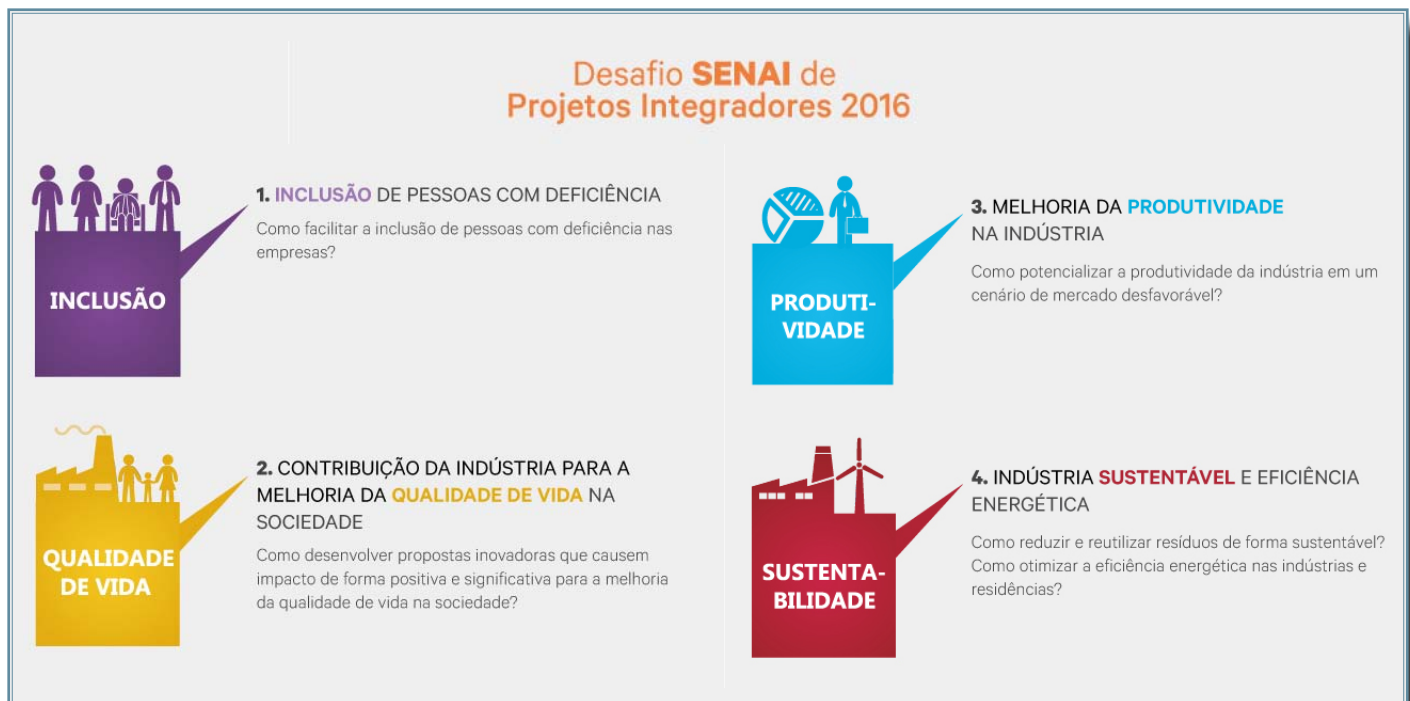 Desafio SENAI de
Projetos Integradores 2016
INCLUSÃO
1. INCLUSÃO DE PESSOAS COM DEFICIÊNCIA
Como facilitar a inclusão de pessoas com deficiência nas
empresas?
QUALIDADE
DE VIDA
2. CONTRIBUIÇÃO DA INDÚSTRIA PARA A
MELHORIA DA QUALIDADE DE VIDA NA
SOCIEDADE
Como desenvolver propostas inovadoras que causem
impacto de forma positiva e significativa para a melhoria
da qualidade de vida na sociedade?
PRODUTI-
VIDADE
3. MELHORIA DA PRODUTIVIDADE
NA INDÚSTRIA
Como potencializar a produtividade da indústria em um
cenário de mercado desfavorável?
SUSTENTA-
BILIDADE
4. INDÚSTRIA SUSTENTÁVEL E EFICIÊNCIA
ENERGÉTICA
Como reduzir e reutilizar resíduos de forma sustentável?
Como otimizar a eficiência energética nas indústrias e
residências?